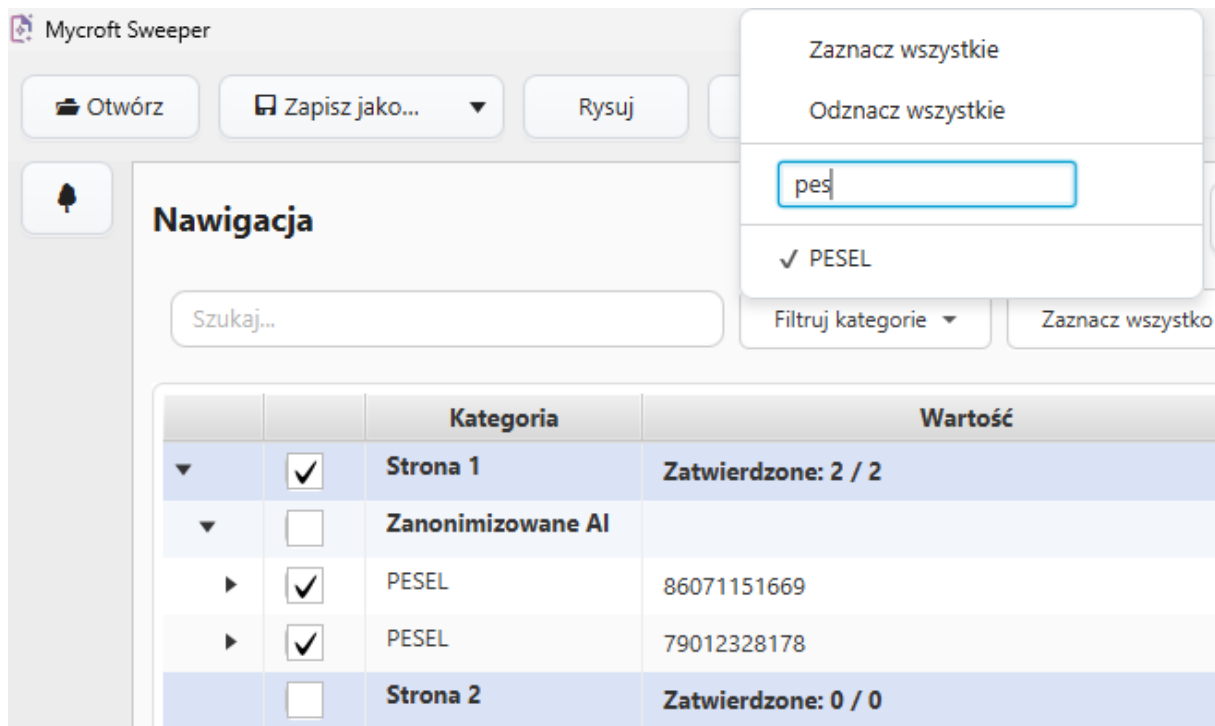 Mycroft Sweeper
Zaznacz wszystkie
Odznacz wszystkie
pes
PESEL
Otwórz
Zapisz jako...
Rysuj
Nawigacja
Szukaj...
Filtruj kategorie
Zaznacz wszystko
Kategoria Wartość
Strona 1 Zatwierdzone: 2 / 2
Zanonimizowane AI
PESEL 86071151669
PESEL 79012328178
Strona 2 Zatwierdzone: 0 / 0